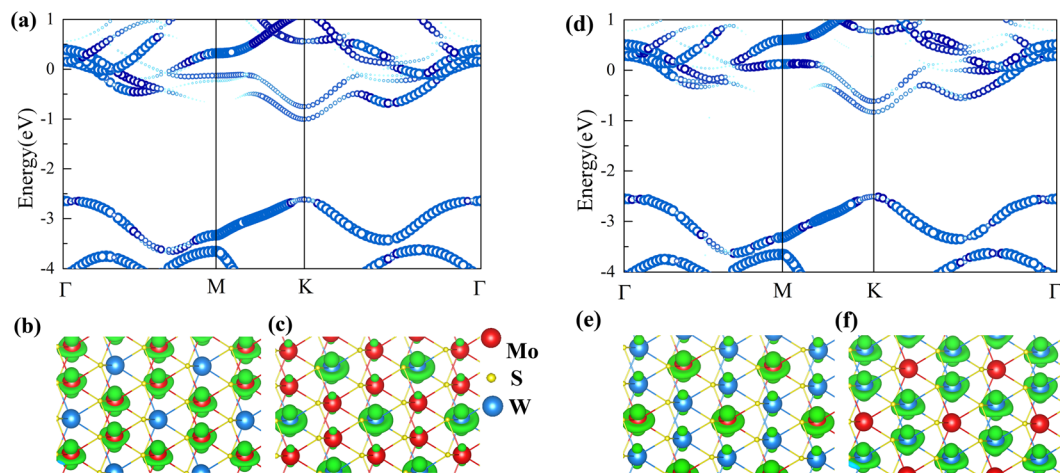 (a)
(d)
Energy(eV)
1
0
-1
-2
-3
-4
Γ
M
K
Γ
Energy(eV)
1
0
-1
-2
-3
-4
Γ
M
K
Γ
(b)
(c)
Mo
S
W
(e)
(f)